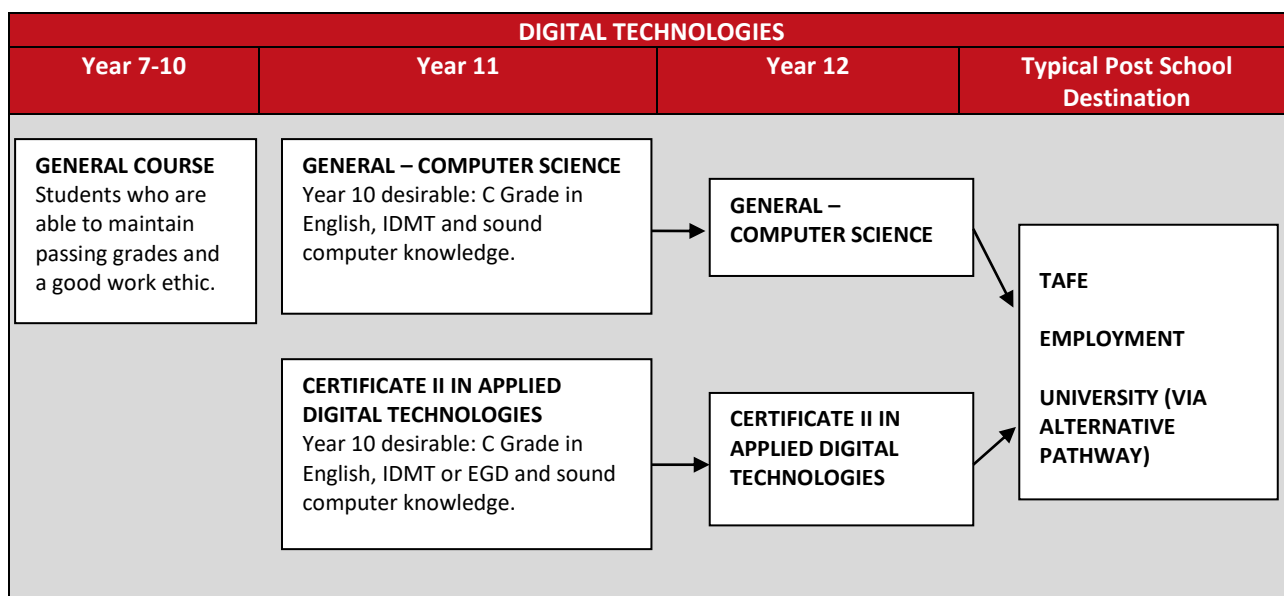 DIGITAL TECHNOLOGIES
Year 7-10
Year 11
Year 12
Typical Post School
Destination
GENERAL COURSE
Students who are
able to maintain
passing grades and
a good work ethic.
GENERAL – COMPUTER SCIENCE
Year 10 desirable: C Grade in
English, IDMT and sound
computer knowledge.
GENERAL –
COMPUTER SCIENCE
CERTIFICATE II IN APPLIED
DIGITAL TECHNOLOGIES
Year 10 desirable: C Grade in
English, IDMT or EGD and sound
computer knowledge.
CERTIFICATE II IN
APPLIED DIGITAL
TECHNOLOGIES
TAFE
EMPLOYMENT
UNIVERSITY (VIA
ALTERNATIVE
PATHWAY)